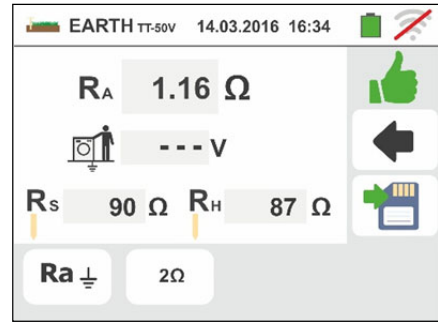 EARTH TT-50V 14.03.2016 16:34
RA 1.16 Ω
- - - V
RS 90 Ω RH 87 Ω
Ra ⏚ 2Ω